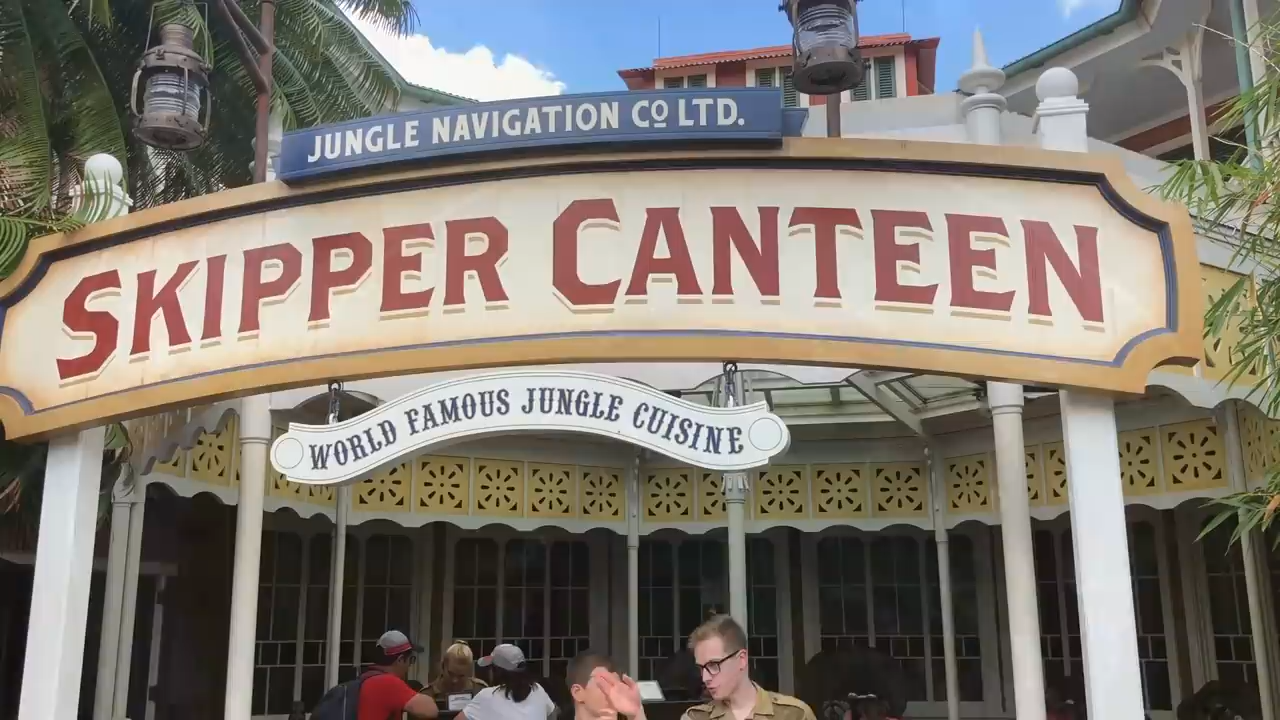 JUNGLE NAVIGATION CO LTD.
SKIPPER CANTEEN
WORLD FAMOUS JUNGLE CUISINE